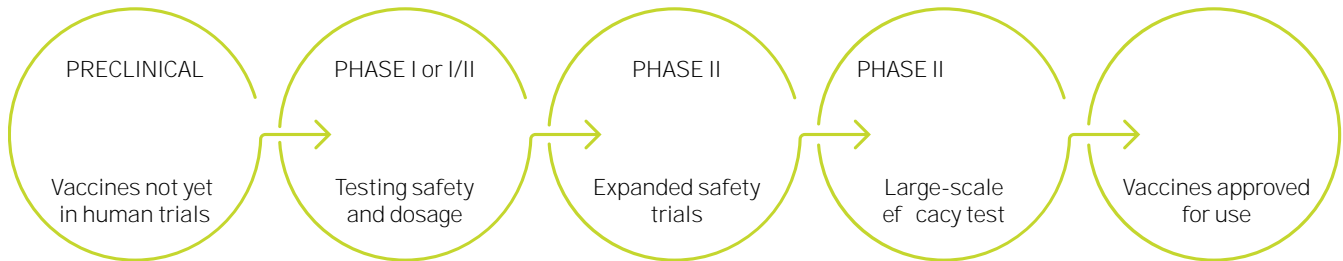 PRECLINICAL
Vaccines not yet
in human trials
PHASE I or I/II
Testing safety
and dosage
PHASE II
Expanded safety
trials
PHASE II
Large-scale
ef cacy test
Vaccines approved
for use